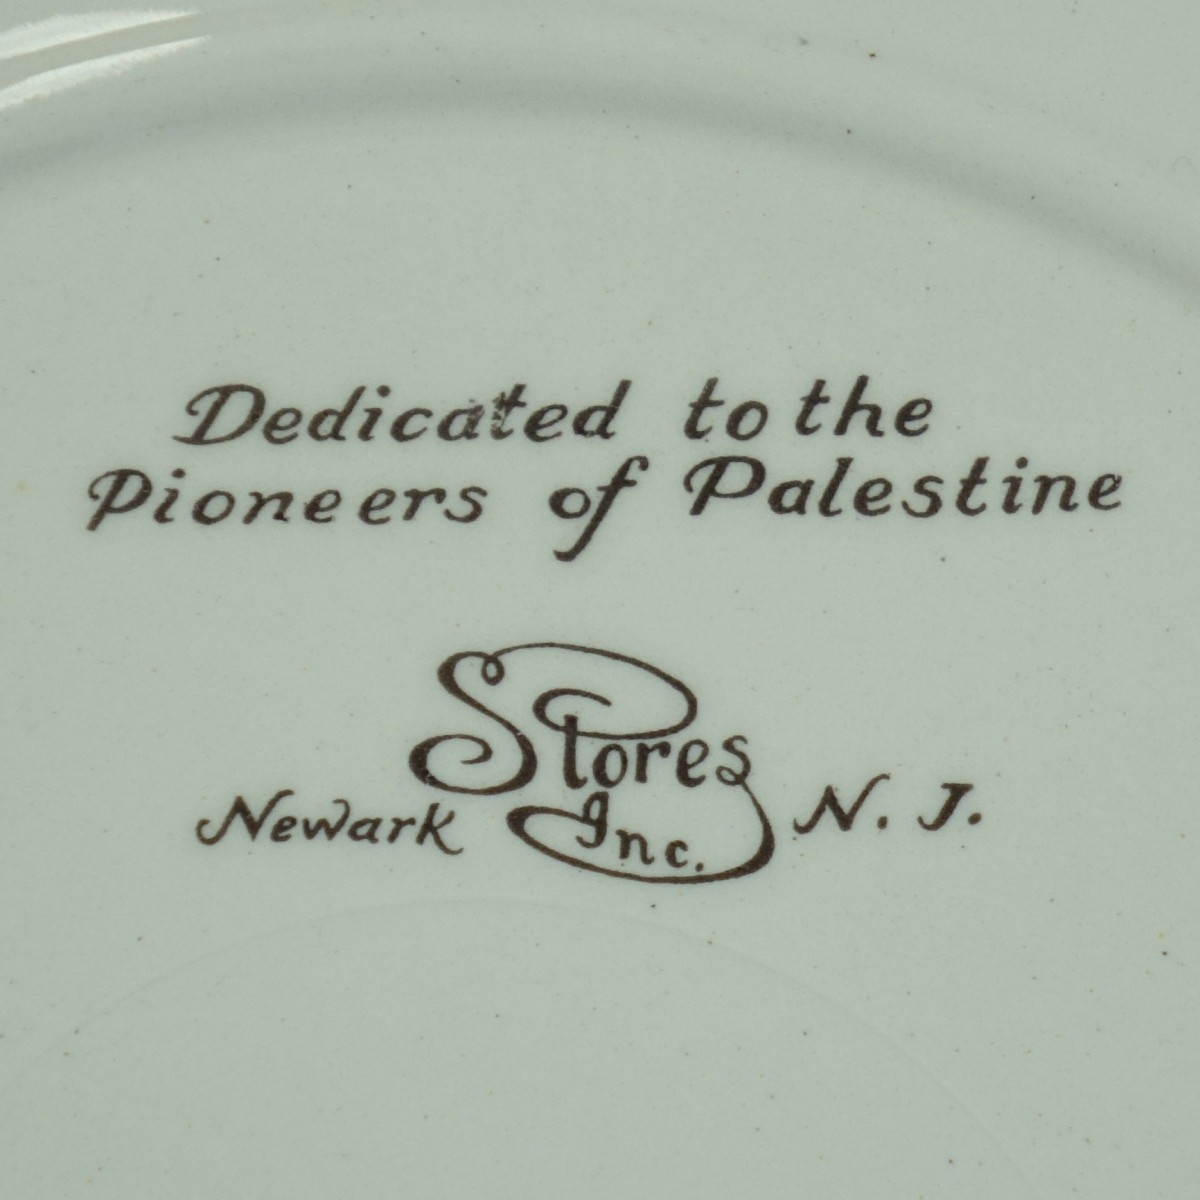 Dedicated to the
Pioneers of Palestine
Stores
Newark Inc. N. J.